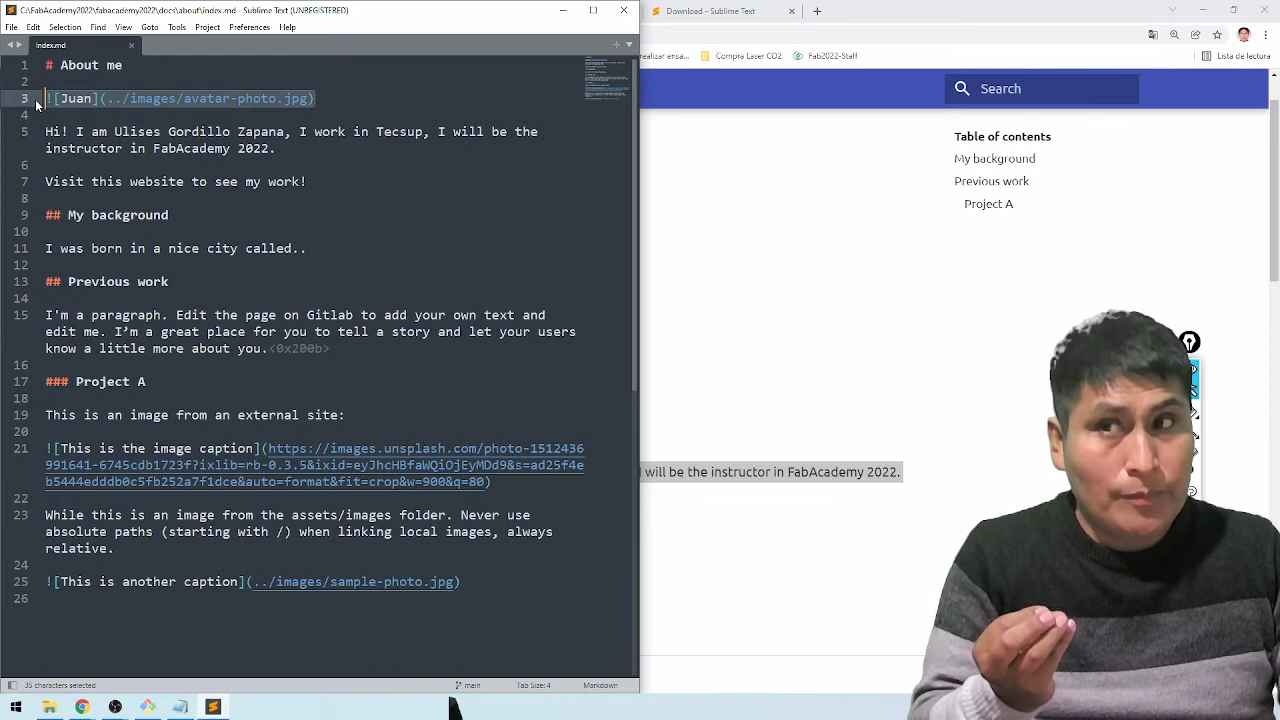 C:\FabAcademy2022\fabacademy2022\docs\about\index.md - Sublime Text (UNREGISTERED)
File Edit Selection Find View Goto Tools Project Preferences Help
index.md
1 # About me
2
3 ![Juan](../images/avatar-photo.jpg)
4
5 Hi! I am Ulises Gordillo Zapana, I work in Tecsup, I will be the
instructor in FabAcademy 2022.
6
7 Visit this website to see my work!
8
9 ## My background
10
11 I was born in a nice city called..
12
13 ## Previous work
14
15 I'm a paragraph. Edit the page on Gitlab to add your own text and
edit me. I'm a great place for you to tell a story and let your users
know a little more about you.<0x200b>
16
17 ### Project A
18
19 This is an image from an external site:
20
21 ![This is the image caption](https://images.unsplash.com/photo-1512436
991641-6745cdb1723f?ixlib=rb-0.3.5&ixid=eyJhcHBfaWQiOjEyMDd9&s=ad25f4e
b5444edddb0c5fb252a7f1dce&auto=format&fit=crop&w=900&q=80)
22
23 While this is an image from the assets/images folder. Never use
absolute paths (starting with /) when linking local images, always
relative.
24
25 ![This is another caption](../images/sample-photo.jpg)
26
35 characters selected
main
Tab Size: 4
Markdown
Download - Sublime Text
realizar ensa...
Compra Laser CO2
Fab2022-Staff
Lista de lectura
Search
Table of contents
My background
Previous work
Project A
I will be the instructor in FabAcademy 2022.